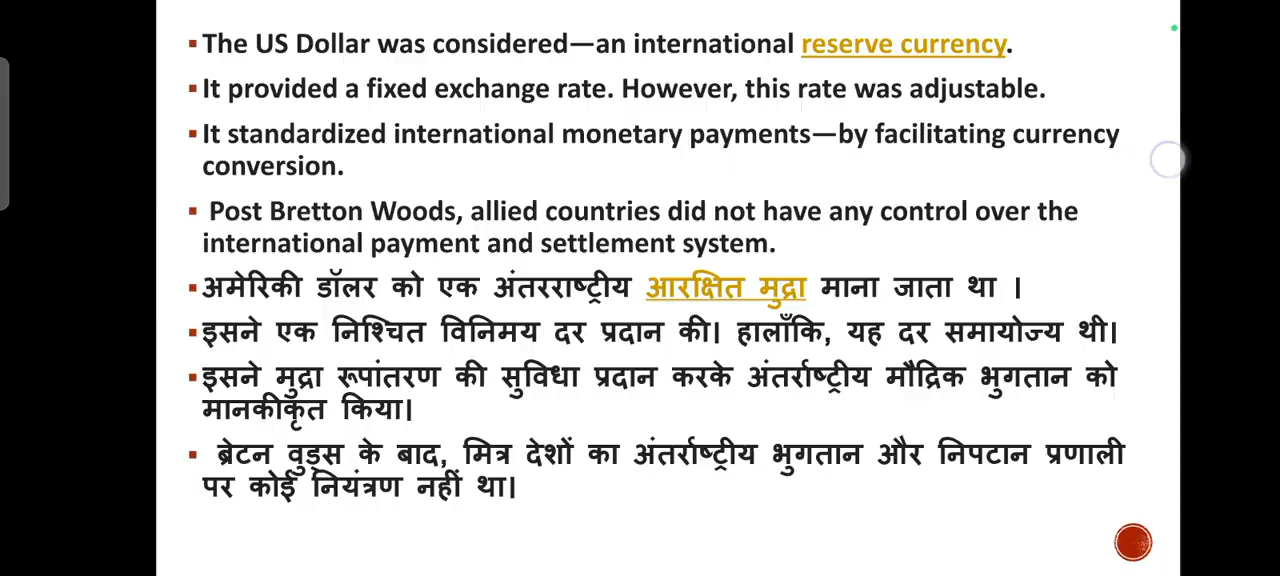 ▪The US Dollar was considered—an international reserve currency.
▪It provided a fixed exchange rate. However, this rate was adjustable.
▪It standardized international monetary payments—by facilitating currency
conversion.
▪ Post Bretton Woods, allied countries did not have any control over the
international payment and settlement system.
▪अमेरिकी डॉलर को एक अंतरराष्ट्रीय आरक्षित मुद्रा माना जाता था ।
▪इसने एक निश्चित विनिमय दर प्रदान की। हालाँकि, यह दर समायोज्य थी।
▪इसने मुद्रा रूपांतरण की सुविधा प्रदान करके अंतर्राष्ट्रीय मौद्रिक भुगतान को
मानकीकृत किया।
▪ ब्रेटन वुड्स के बाद, मित्र देशों का अंतर्राष्ट्रीय भुगतान और निपटान प्रणाली
पर कोई नियंत्रण नहीं था।